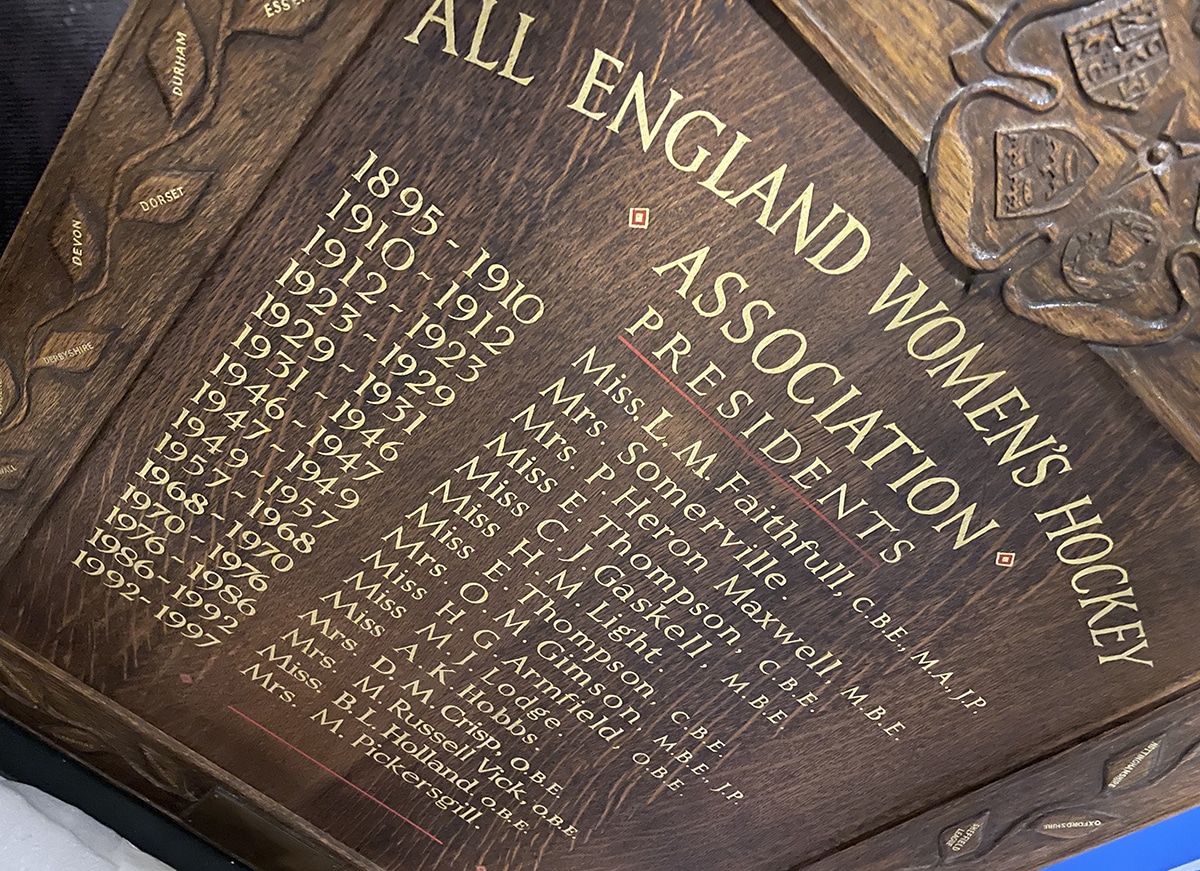 ALL ENGLAND WOMEN'S HOCKEY
ASSOCIATION
PRESIDENTS
1895 - 1910 Miss. L. M. Faithfull, C.B.E., M.A., J.P.
1910 ~ 1912 Mrs. Somerville.
1912 - 1923 Mrs. P. Heron Maxwell, M.B.E
1923 ~ 1929 Miss E. Thompson, C.B.E.
1929 ~ 1931 Miss C. J. Gaskell, M.B.E,
1931 - 1946 Miss H. M. Light.
1946 - 1947 Miss E. Thompson, C.B.E.
1947 - 1949 Mrs O. M. Gimson, M.B.E., J.P.
1949 - 1957 Miss H G Armfield, O.B.E.
1957 - 1968 Miss M. J. Lodge.
1968 - 1970 Miss A. K. Hobbs.
1970 - 1976 Mrs. D. M. Crisp, O.B.E.
1976 - 1986 Mrs M. Russell Vick, O.B.E.
1986 - 1992 Miss. B.L. Holland, O.B.E.
1992 - 1997 Mrs. M. Pickersgill.
DURHAM
DORSET
DEVON
DERBYSHIRE
OXFORDSHIRE
SHEFFIELD
LEAGUE